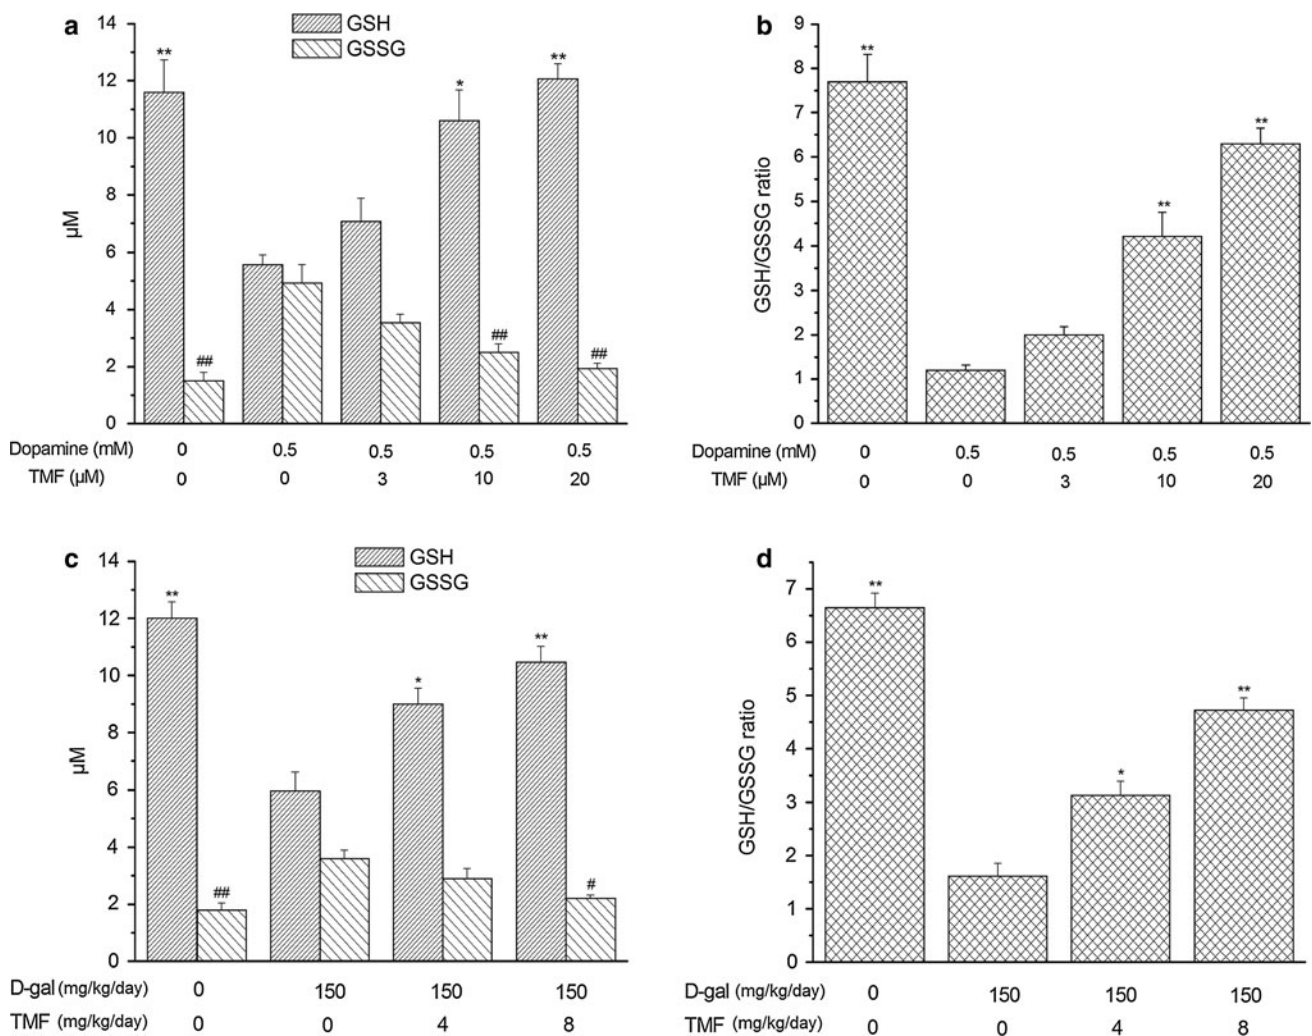 a
GSH
GSSG
14
12
10
8
6
4
2
0
µM
** ## * ## ** ##
Dopamine (mM) 0 0.5 0.5 0.5 0.5
TMF (µM) 0 0 3 10 20
b
9
8
7
6
5
4
3
2
1
0
GSH/GSSG ratio
** ** **
Dopamine (mM) 0 0.5 0.5 0.5 0.5
TMF (µM) 0 0 3 10 20
c
GSH
GSSG
14
12
10
8
6
4
2
0
µM
** ## * ** #
D-gal (mg/kg/day) 0 150 150 150
TMF (mg/kg/day) 0 0 4 8
d
7
6
5
4
3
2
1
0
GSH/GSSG ratio
** * **
D-gal (mg/kg/day) 0 150 150 150
TMF (mg/kg/day) 0 0 4 8